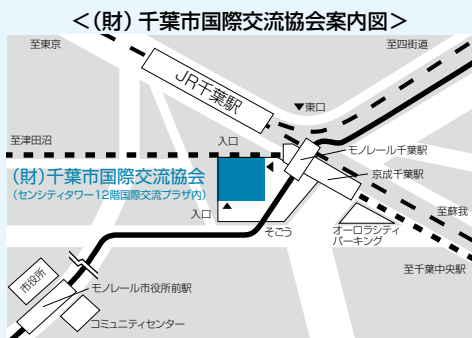 ＜(財)千葉市国際交流協会案内図＞
至東京
至四街道
JR千葉駅
▼東口
至津田沼
入口
モノレール千葉駅
(財)千葉市国際交流協会
(センシティタワー12階国際交流プラザ内)
京成千葉駅
至蘇我
入口
そごう
オーロラシティ
パーキング
至千葉中央駅
市役所
モノレール市役所前駅
コミュニティセンター